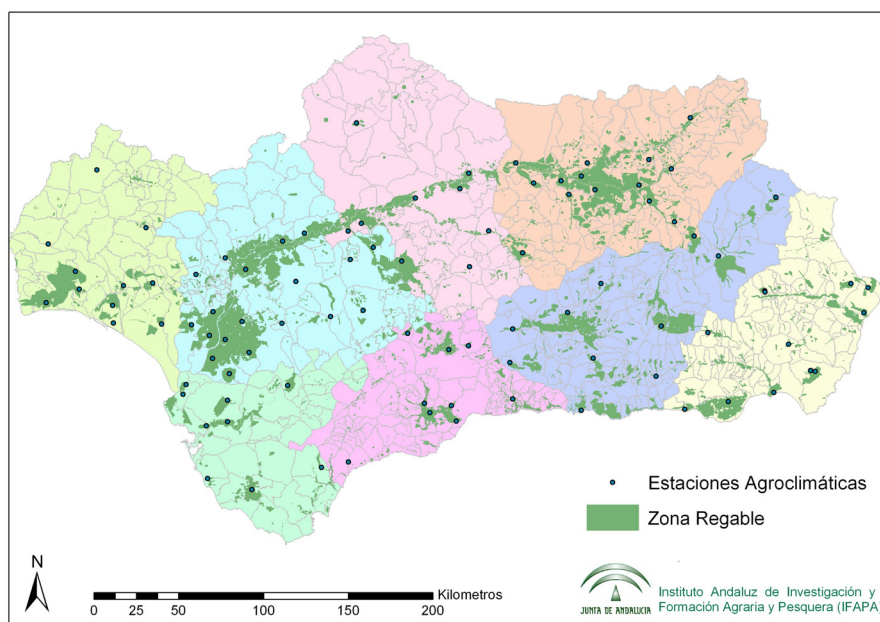 Estaciones Agroclimáticas
Zona Regable
N
Kilometros
0 25 50 100 150 200
JUNTA DE ANDALUCIA
Instituto Andaluz de Investigación y
Formación Agraria y Pesquera (IFAPA)